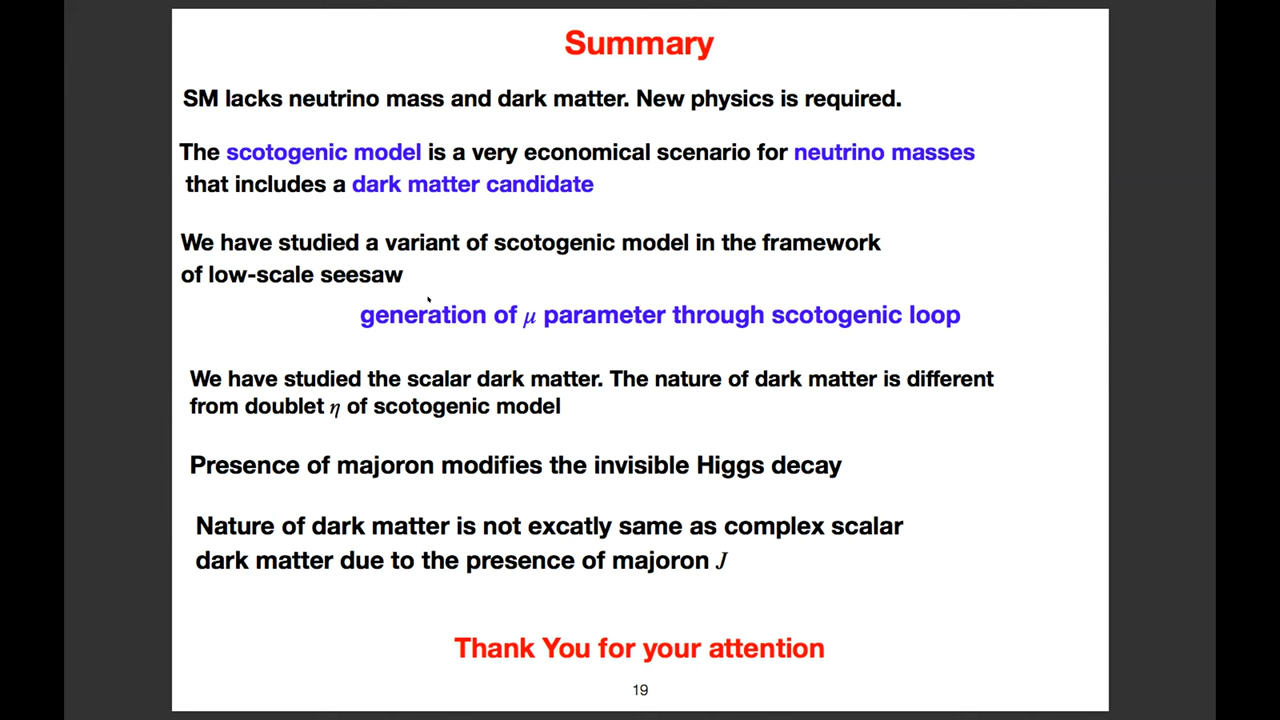 Summary
SM lacks neutrino mass and dark matter. New physics is required.
The scotogenic model is a very economical scenario for neutrino masses
that includes a dark matter candidate
We have studied a variant of scotogenic model in the framework
of low-scale seesaw
generation of μ parameter through scotogenic loop
We have studied the scalar dark matter. The nature of dark matter is different
from doublet η of scotogenic model
Presence of majoron modifies the invisible Higgs decay
Nature of dark matter is not excatly same as complex scalar
dark matter due to the presence of majoron J
Thank You for your attention
19